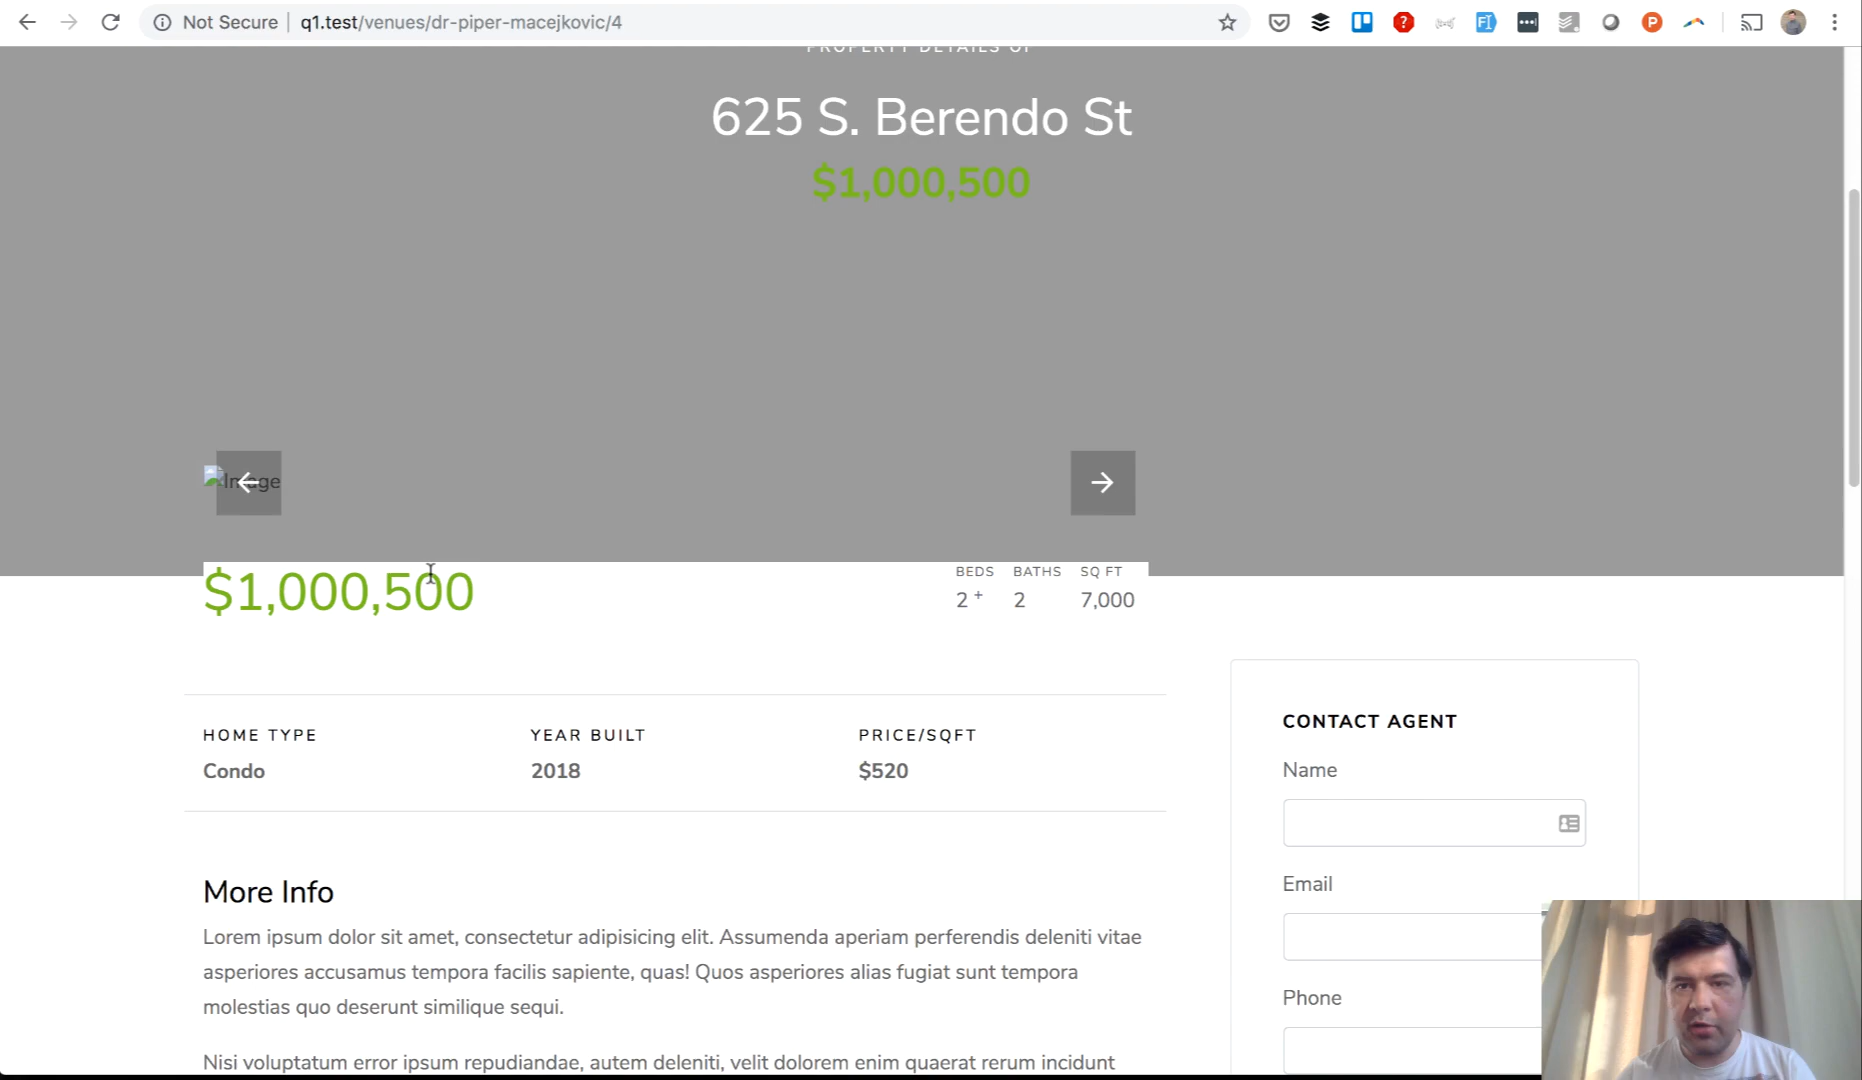 Not Secure | q1.test/venues/dr-piper-macejkovic/4
PROPERTY DETAILS OF
625 S. Berendo St
$1,000,500
Image
$1,000,500
BEDS BATHS SQ FT
2 + 2 7,000
HOME TYPE YEAR BUILT PRICE/SQFT
Condo 2018 $520
More Info
Lorem ipsum dolor sit amet, consectetur adipisicing elit. Assumenda aperiam perferendis deleniti vitae
asperiores accusamus tempora facilis sapiente, quas! Quos asperiores alias fugiat sunt tempora
molestias quo deserunt similique sequi.
Nisi voluptatum error ipsum repudiandae, autem deleniti, velit dolorem enim quaerat rerum incidunt
CONTACT AGENT
Name
Email
Phone